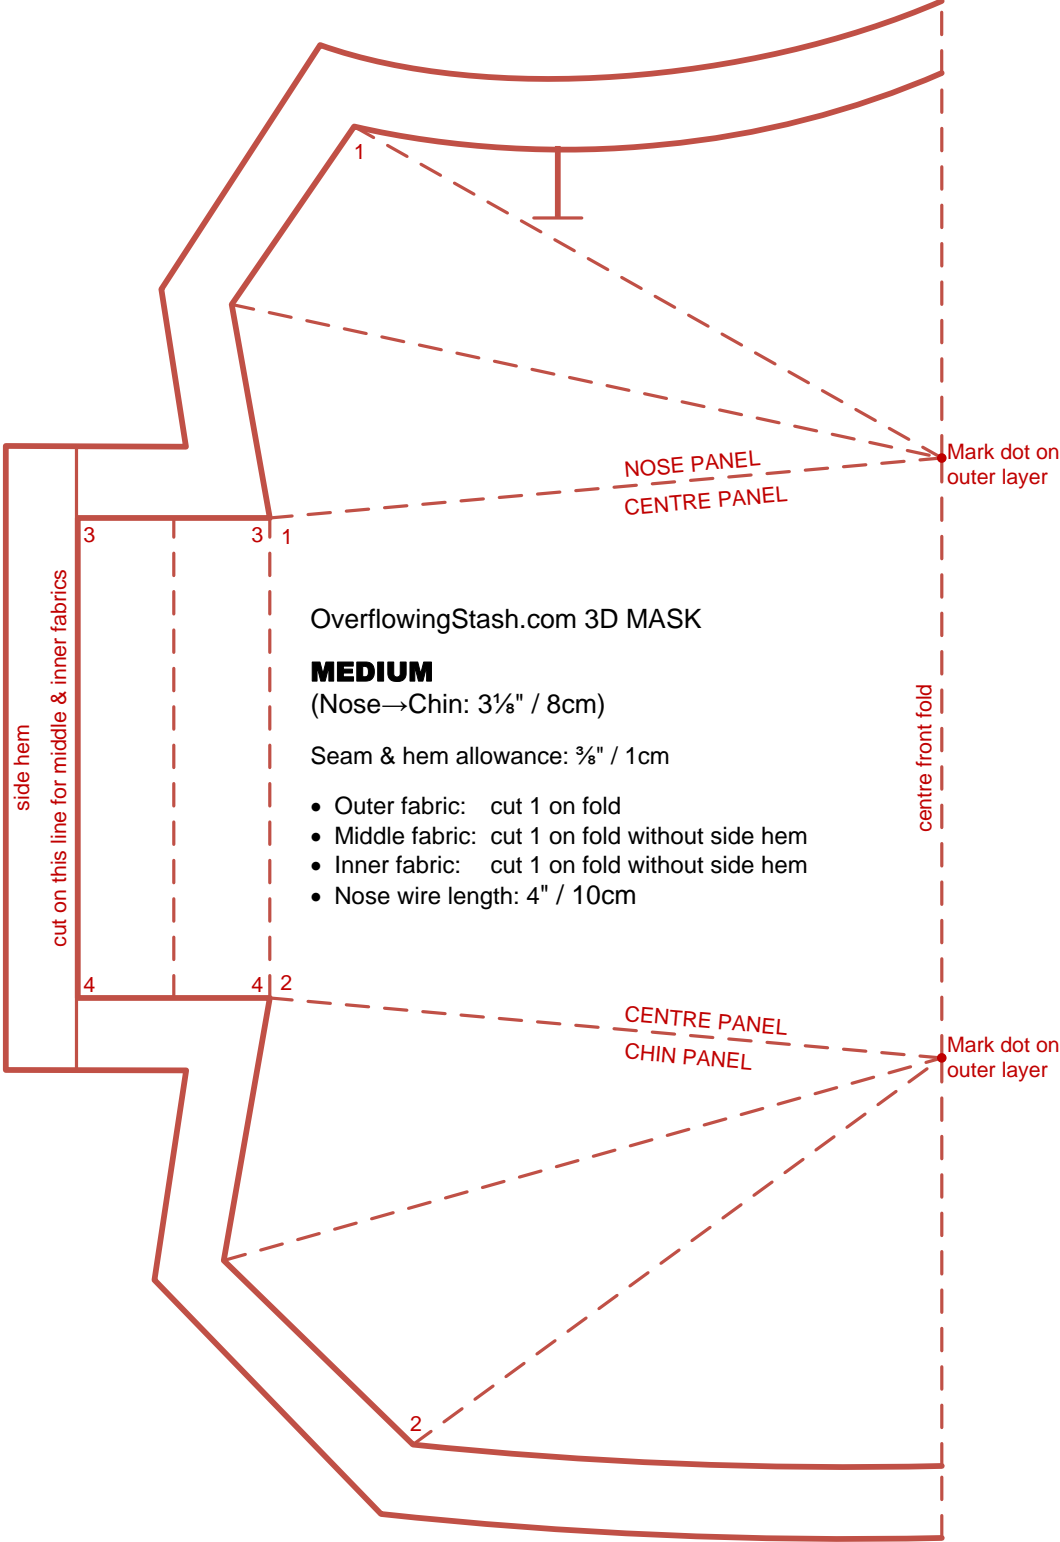 1
NOSE PANEL
CENTRE PANEL
Mark dot on
outer layer
3
3
1
OverflowingStash.com 3D MASK
MEDIUM
(Nose→Chin: 3⅛" / 8cm)
Seam & hem allowance: ⅜" / 1cm
• Outer fabric: cut 1 on fold
• Middle fabric: cut 1 on fold without side hem
• Inner fabric: cut 1 on fold without side hem
• Nose wire length: 4" / 10cm
side hem
cut on this line for middle & inner fabrics
centre front fold
4
4
2
CENTRE PANEL
CHIN PANEL
Mark dot on
outer layer
2